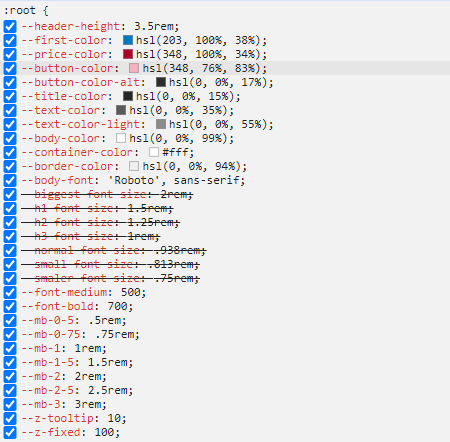 :root {
--header-height: 3.5rem;
--first-color: hsl(203, 100%, 38%);
--price-color: hsl(348, 100%, 34%);
--button-color: hsl(348, 76%, 83%);
--button-color-alt: hsl(0, 0%, 17%);
--title-color: hsl(0, 0%, 15%);
--text-color: hsl(0, 0%, 35%);
--text-color-light: hsl(0, 0%, 55%);
--body-color: hsl(0, 0%, 99%);
--container-color: #fff;
--border-color: hsl(0, 0%, 94%);
--body-font: 'Roboto', sans-serif;
--biggest-font-size: 2rem;
--h1-font-size: 1.5rem;
--h2-font-size: 1.25rem;
--h3-font-size: 1rem;
--normal-font-size: .938rem;
--small-font-size: .813rem;
--smaler-font-size: .75rem;
--font-medium: 500;
--font-bold: 700;
--mb-0-5: .5rem;
--mb-0-75: .75rem;
--mb-1: 1rem;
--mb-1-5: 1.5rem;
--mb-2: 2rem;
--mb-2-5: 2.5rem;
--mb-3: 3rem;
--z-tooltip: 10;
--z-fixed: 100;